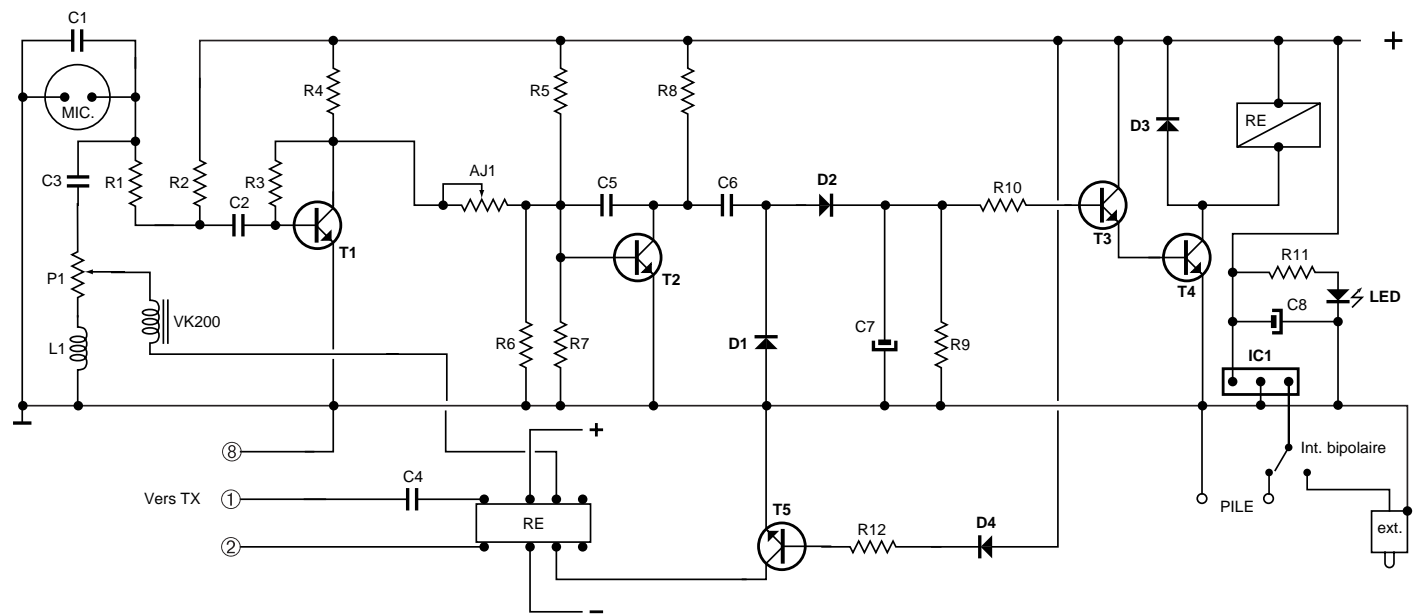 C1
+
MIC.
R4
R5
R8
D3
RE
C3
R1
R2
R3
AJ1
C5
C6
D2
R10
C2
T1
T3
P1
T2
T4
R11
LED
VK200
C8
L1
R6
R7
D1
C7
R9
IC1
+
⑧
Int. bipolaire
C4
Vers TX
①
PILE
RE
T5
R12
D4
ext.
②
–